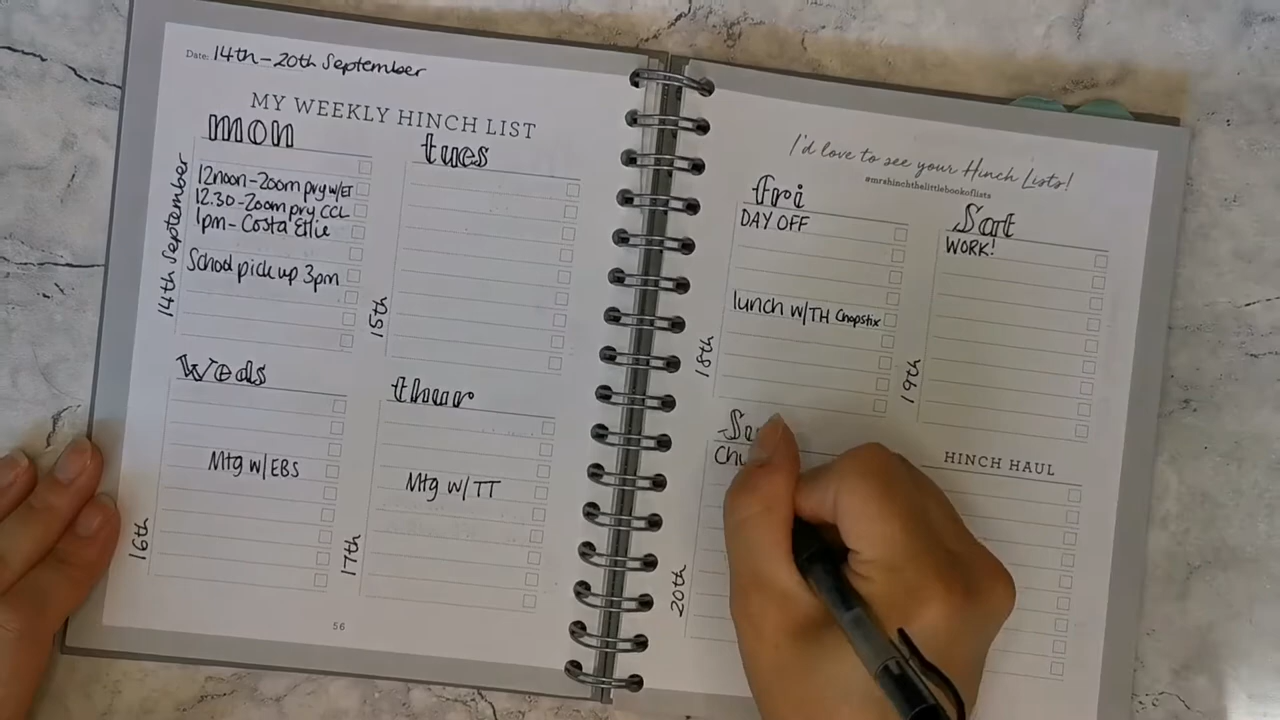 Date: 14th-20th September
MY WEEKLY HINCH LIST
mon
12noon-Zoom pry w/ET
12.30-Zoom pry CCL
1pm-Costa Ellie
School pick up 3pm
14th September
tues
15th
Weds
Mtg w/EBS
16th
thur
Mtg w/ TT
17th
56
I'd love to see your Hinch Lists!
#mrshinchthelittlebookoflists
fri
DAY OFF
lunch W/TH Chopstix
18th
Sat
WORK!
19th
20th
HINCH HAUL